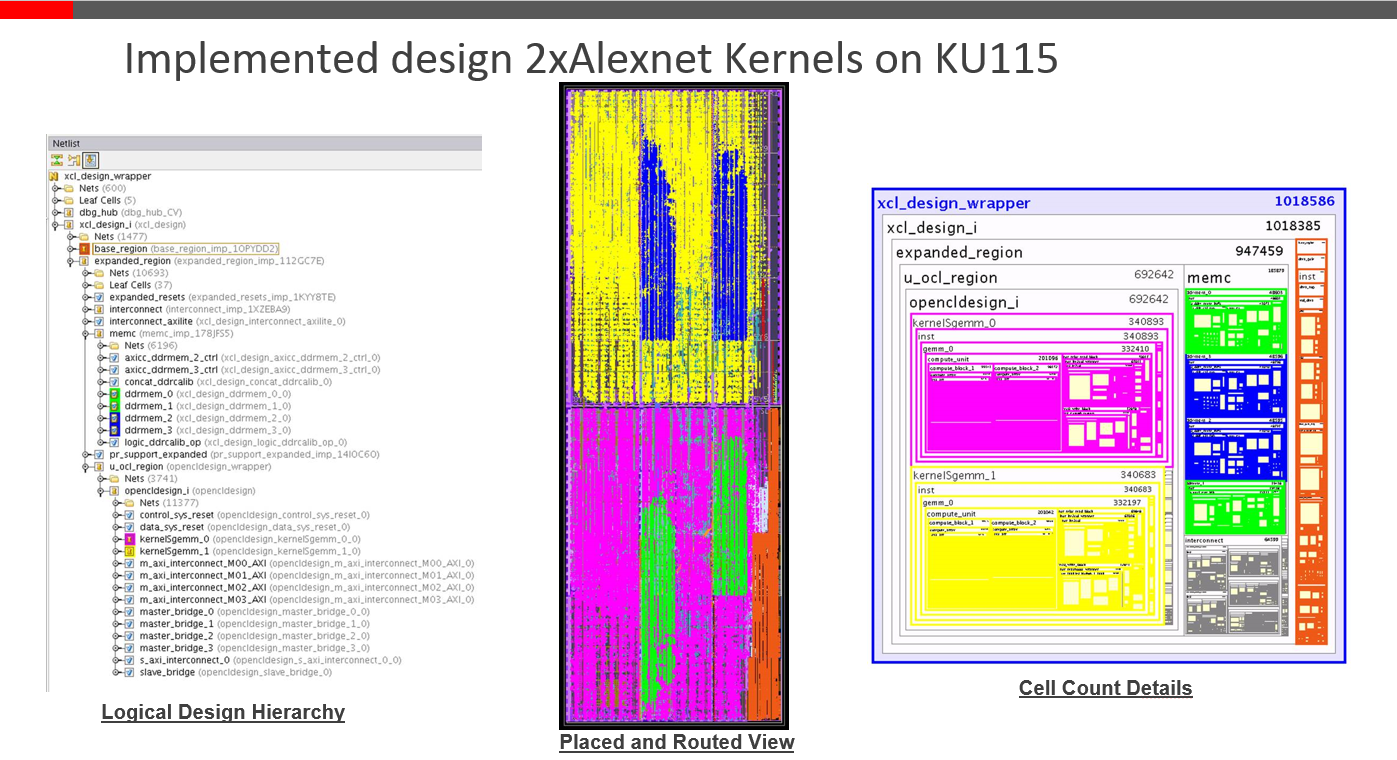 Implemented design 2xAlexnet Kernels on KU115
Netlist
xcl_design_wrapper
Nets (600)
Leaf Cells (5)
dbg_hub (dbg_hub_CV)
xcl_design_i (xcl_design)
Nets (1477)
base_region (base_region_imp_1OPYDD2)
expanded_region (expanded_region_imp_112GC7E)
Nets (10693)
Leaf Cells (37)
expanded_resets (expanded_resets_imp_1KYY8TE)
interconnect (interconnect_imp_1XZEBA9)
interconnect_axilite (xcl_design_interconnect_axilite_0)
memc (memc_imp_178JFS5)
Nets (6196)
axicc_ddrmem_2_ctrl (xcl_design_axicc_ddrmem_2_ctrl_0)
axicc_ddrmem_3_ctrl (xcl_design_axicc_ddrmem_3_ctrl_0)
concat_ddrcalib (xcl_design_concat_ddrcalib_0)
ddrmem_0 (xcl_design_ddrmem_0_0)
ddrmem_1 (xcl_design_ddrmem_1_0)
ddrmem_2 (xcl_design_ddrmem_2_0)
ddrmem_3 (xcl_design_ddrmem_3_0)
logic_ddrcalib_op (xcl_design_logic_ddrcalib_op_0)
pr_support_expanded (pr_support_expanded_imp_14IOC6O)
u_ocl_region (opencldesign_wrapper)
Nets (3741)
opencldesign_i (opencldesign)
Nets (11377)
control_sys_reset (opencldesign_control_sys_reset_0)
data_sys_reset (opencldesign_data_sys_reset_0)
kernelSgemm_0 (opencldesign_kernelSgemm_0_0)
kernelSgemm_1 (opencldesign_kernelSgemm_1_0)
m_axi_interconnect_M00_AXI (opencldesign_m_axi_interconnect_M00_AXI_0)
m_axi_interconnect_M01_AXI (opencldesign_m_axi_interconnect_M01_AXI_0)
m_axi_interconnect_M02_AXI (opencldesign_m_axi_interconnect_M02_AXI_0)
m_axi_interconnect_M03_AXI (opencldesign_m_axi_interconnect_M03_AXI_0)
master_bridge_0 (opencldesign_master_bridge_0_0)
master_bridge_1 (opencldesign_master_bridge_1_0)
master_bridge_2 (opencldesign_master_bridge_2_0)
master_bridge_3 (opencldesign_master_bridge_3_0)
s_axi_interconnect_0 (opencldesign_s_axi_interconnect_0_0)
slave_bridge (opencldesign_slave_bridge_0)
Logical Design Hierarchy
Placed and Routed View
xcl_design_wrapper 1018586
xcl_design_i 1018385
expanded_region 947459
u_ocl_region 692642
memc
inst
opencldesign_i 692642
kernelSgemm_0 340893
inst 340893
gemm_0 332410
compute_unit 201096
compute_block_1 compute_block_2
kernelSgemm_1 340683
inst 340683
gemm_0 332197
compute_unit 201042
compute_block_1 compute_block_2
interconnect
Cell Count Details